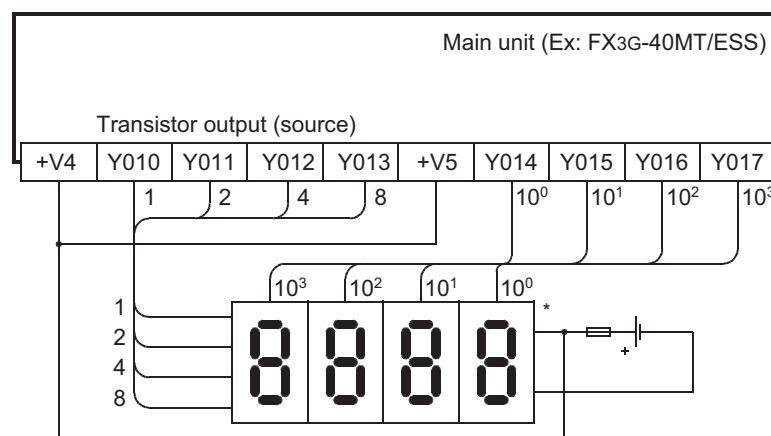 Main unit (Ex: FX3G-40MT/ESS)
Transistor output (source)
+V4 Y010 Y011 Y012 Y013 +V5 Y014 Y015 Y016 Y017
1 2 4 8 10⁰ 10¹ 10² 10³
10³ 10² 10¹ 10⁰
1
*
2
+
4
8